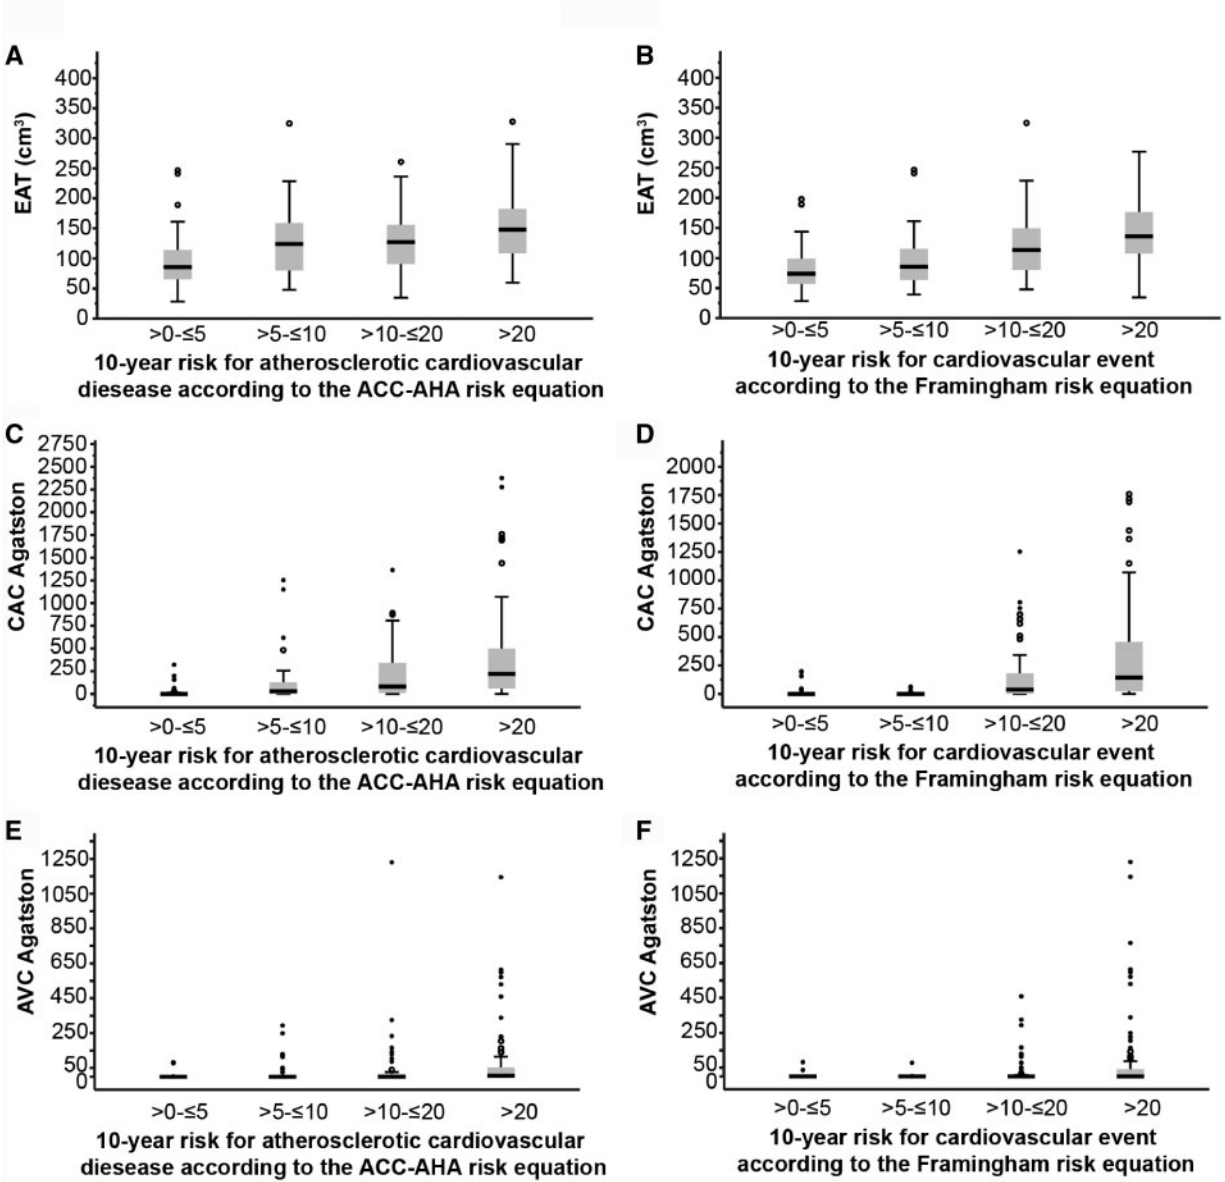 A
EAT (cm³)
400
350
300
250
200
150
100
50
0
>0-≤5 >5-≤10 >10-≤20 >20
10-year risk for atherosclerotic cardiovascular
diesease according to the ACC-AHA risk equation
B
EAT (cm³)
400
350
300
250
200
150
100
50
0
>0-≤5 >5-≤10 >10-≤20 >20
10-year risk for cardiovascular event
according to the Framingham risk equation
C
CAC Agatston
2750
2500
2250
2000
1750
1500
1250
1000
750
500
250
0
>0-≤5 >5-≤10 >10-≤20 >20
10-year risk for atherosclerotic cardiovascular
diesease according to the ACC-AHA risk equation
D
CAC Agatston
2000
1750
1500
1250
1000
750
500
250
0
>0-≤5 >5-≤10 >10-≤20 >20
10-year risk for cardiovascular event
according to the Framingham risk equation
E
AVC Agatston
1250
1050
850
650
450
250
50
0
>0-≤5 >5-≤10 >10-≤20 >20
10-year risk for atherosclerotic cardiovascular
diesease according to the ACC-AHA risk equation
F
AVC Agatston
1250
1050
850
650
450
250
50
0
>0-≤5 >5-≤10 >10-≤20 >20
10-year risk for cardiovascular event
according to the Framingham risk equation